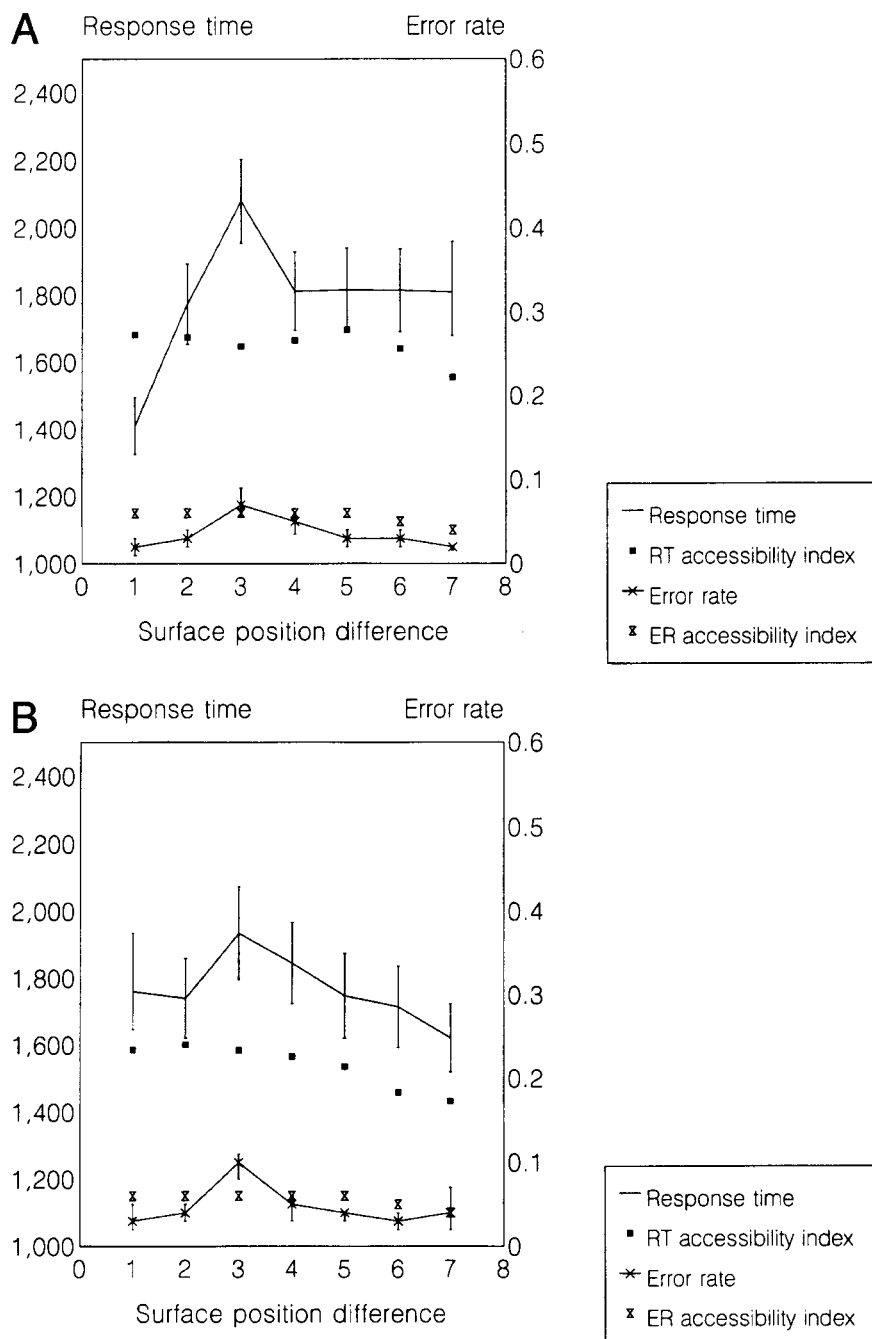 A
Response time Error rate
0.6
2,400
0.5
2,200
2,000
0.4
1,800
0.3
1,600
0.2
1,400
0.1
1,200
1,000
0
0 1 2 3 4 5 6 7 8
Surface position difference
Response time
RT accessibility index
Error rate
ER accessibility index
B
Response time Error rate
0.6
2,400
0.5
2,200
2,000
0.4
1,800
0.3
1,600
0.2
1,400
0.1
1,200
1,000
0
0 1 2 3 4 5 6 7 8
Surface position difference
Response time
RT accessibility index
Error rate
ER accessibility index